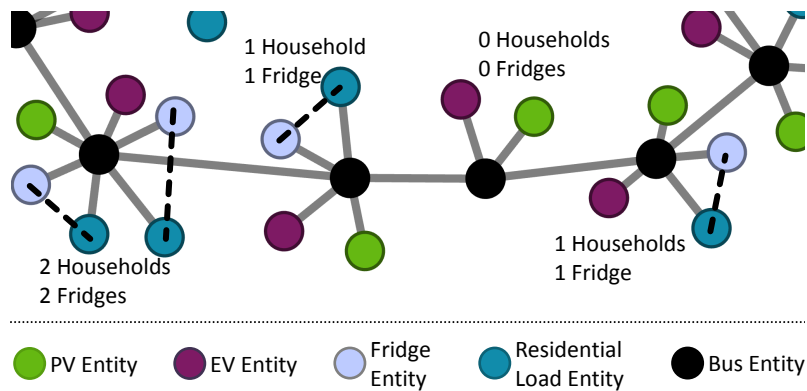 1 Household
1 Fridge
0 Households
0 Fridges
2 Households
2 Fridges
1 Households
1 Fridge
PV Entity
EV Entity
Fridge
Entity
Residential
Load Entity
Bus Entity